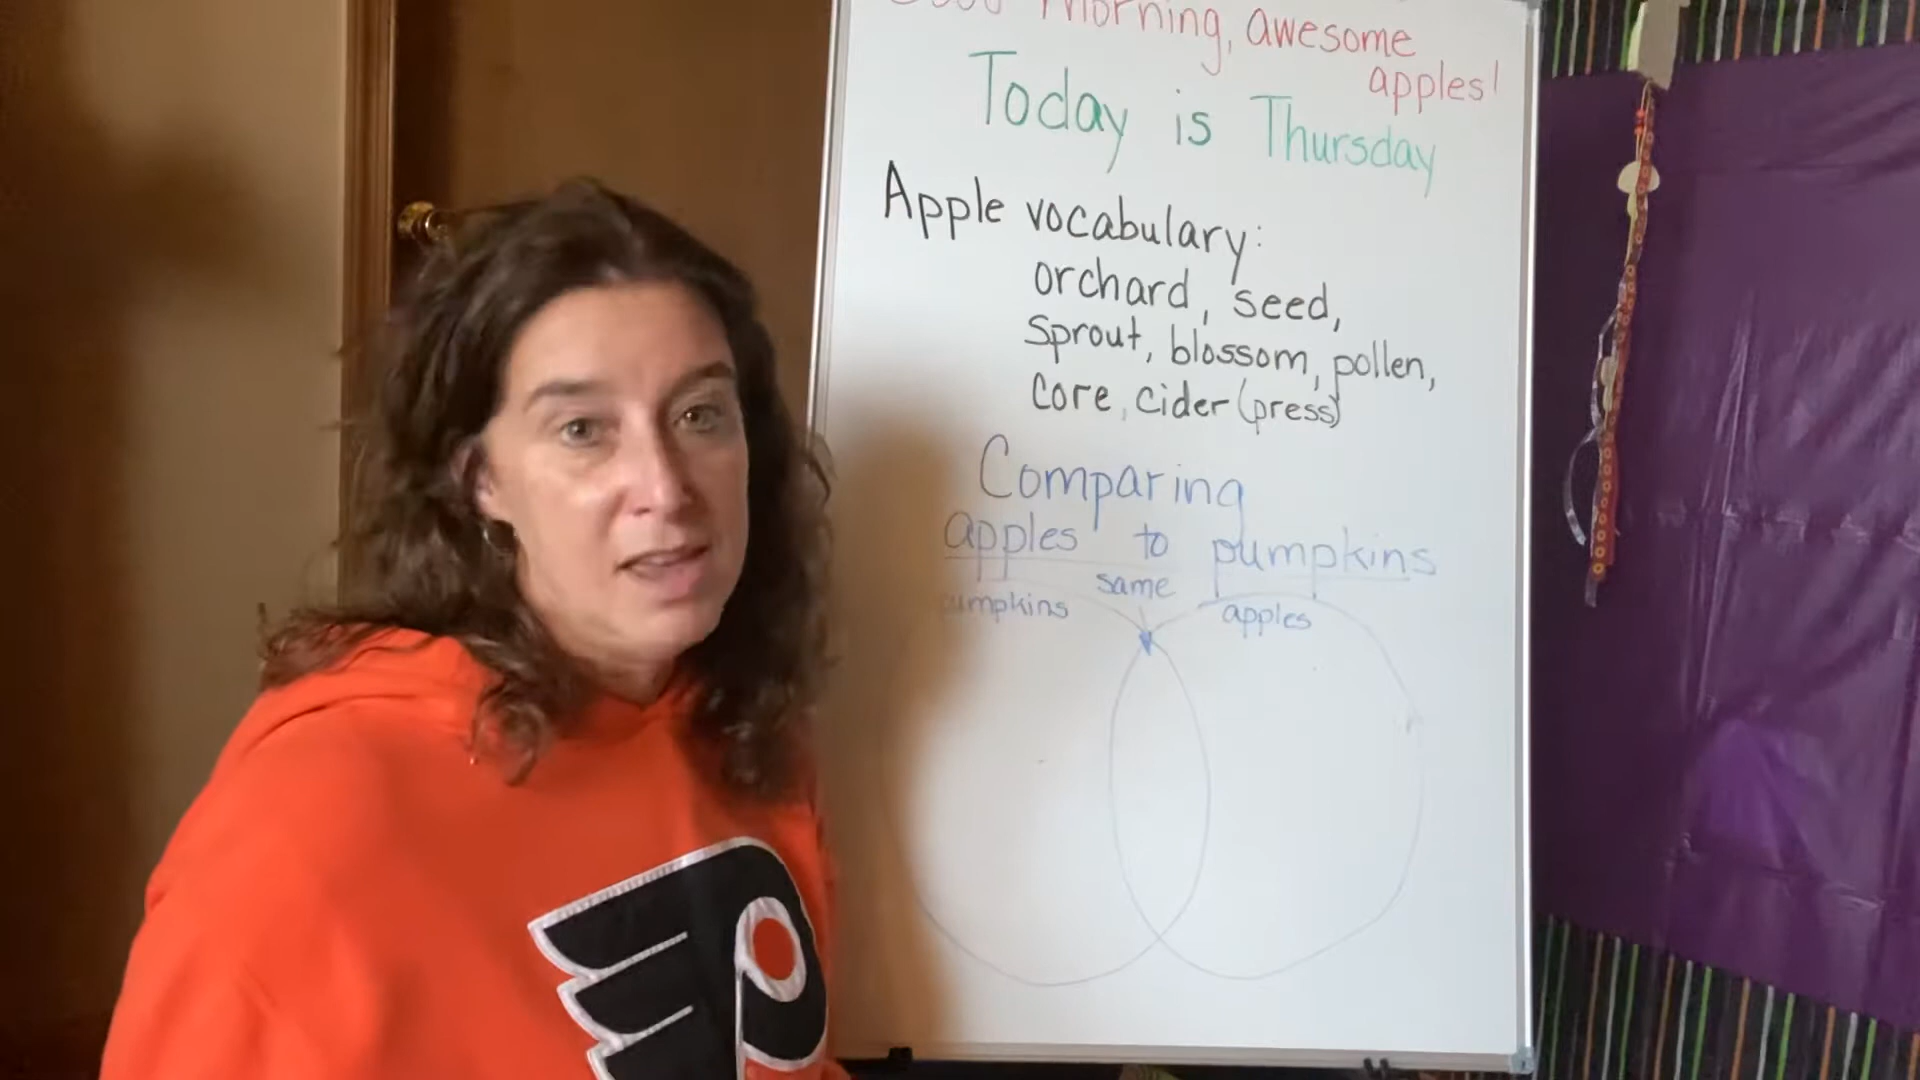 Good Morning, awesome
apples!
Today is Thursday
Apple vocabulary:
orchard, seed,
sprout, blossom, pollen,
core, cider (press)
Comparing
apples to pumpkins
same
pumpkins apples